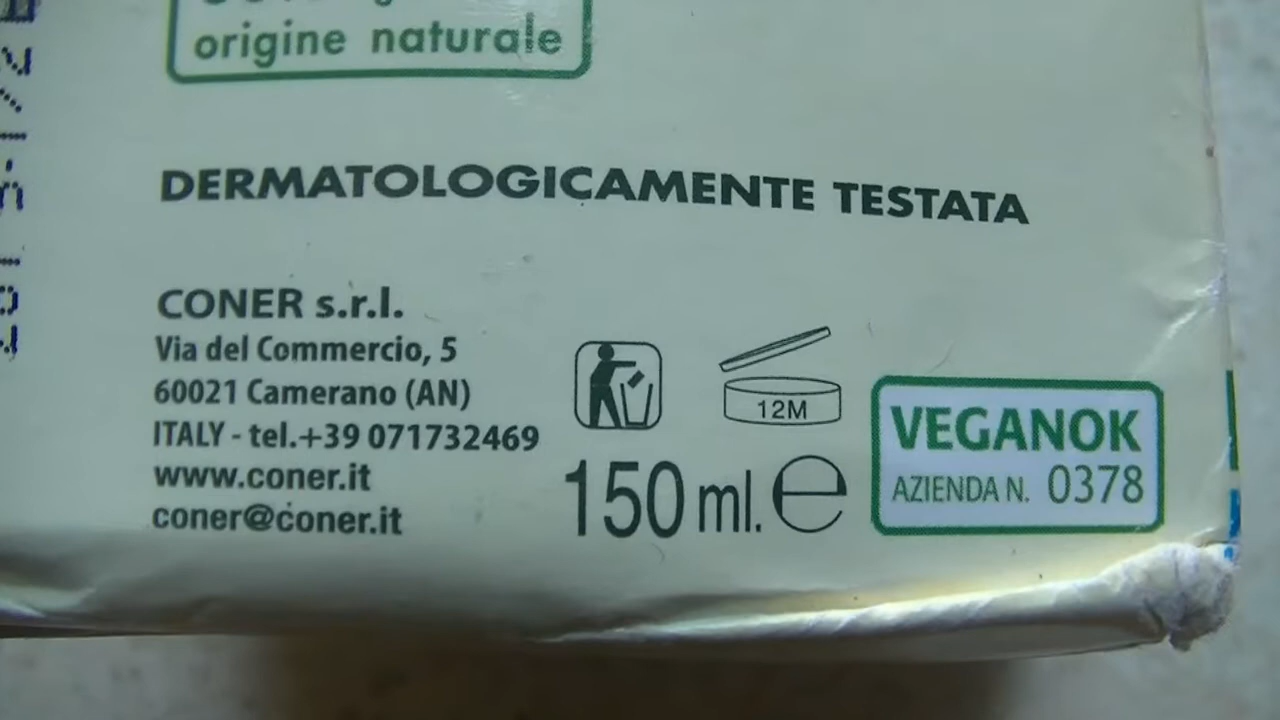 origine naturale
DERMATOLOGICAMENTE TESTATA
CONER s.r.l.
Via del Commercio, 5
60021 Camerano (AN)
ITALY - tel.+39 071732469
www.coner.it
coner@coner.it
12M
150 ml. e
VEGANOK
AZIENDA N. 0378